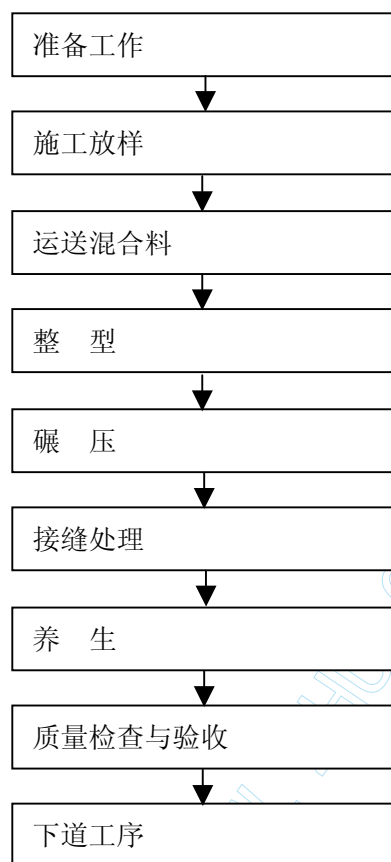 准备工作
施工放样
运送混合料
整 型
碾 压
接缝处理
养 生
质量检查与验收
下道工序